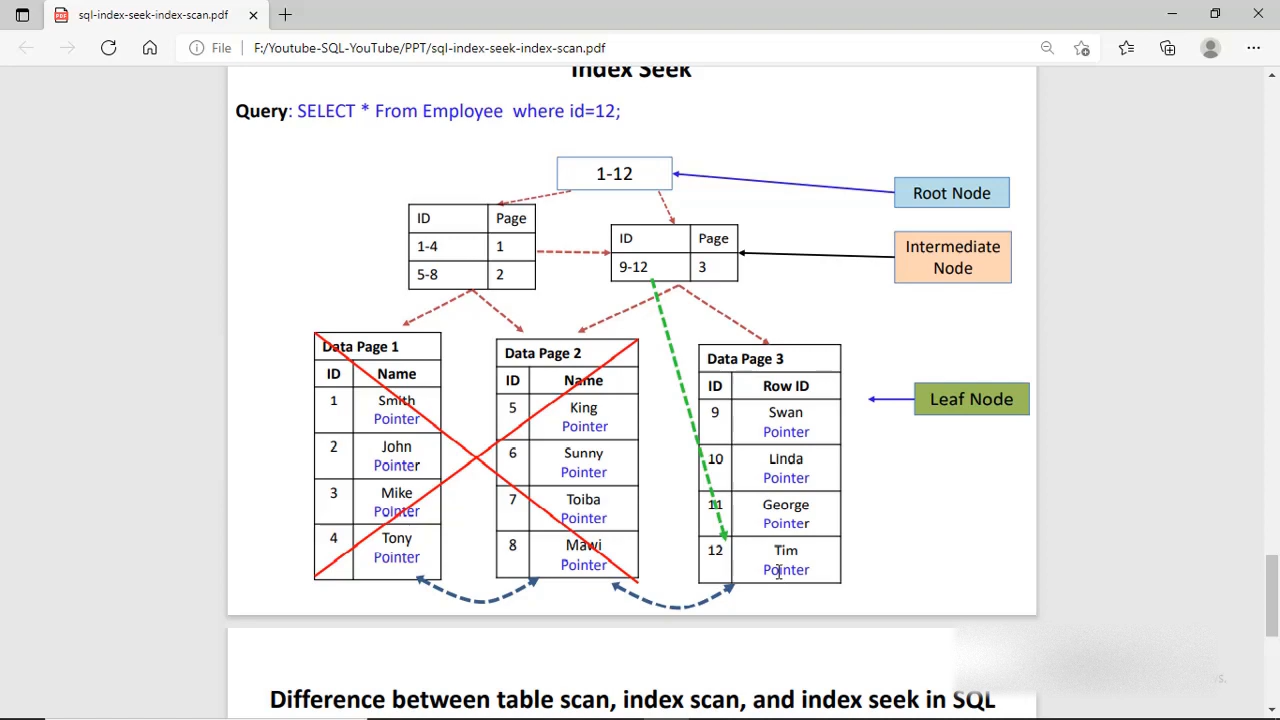 sql-index-seek-index-scan.pdf
File F:/Youtube-SQL-YouTube/PPT/sql-index-seek-index-scan.pdf
Index Seek
Query: SELECT * From Employee where id=12;
1-12
Root Node
ID Page
1-4 1
5-8 2
ID Page
9-12 3
Intermediate
Node
Data Page 1
ID Name
1 Smith
Pointer
2 John
Pointer
3 Mike
Pointer
4 Tony
Pointer
Data Page 2
ID Name
5 King
Pointer
6 Sunny
Pointer
7 Toiba
Pointer
8 Mawi
Pointer
Data Page 3
ID Row ID
9 Swan
Pointer
10 Linda
Pointer
11 George
Pointer
12 Tim
Pointer
Leaf Node
Difference between table scan, index scan, and index seek in SQL